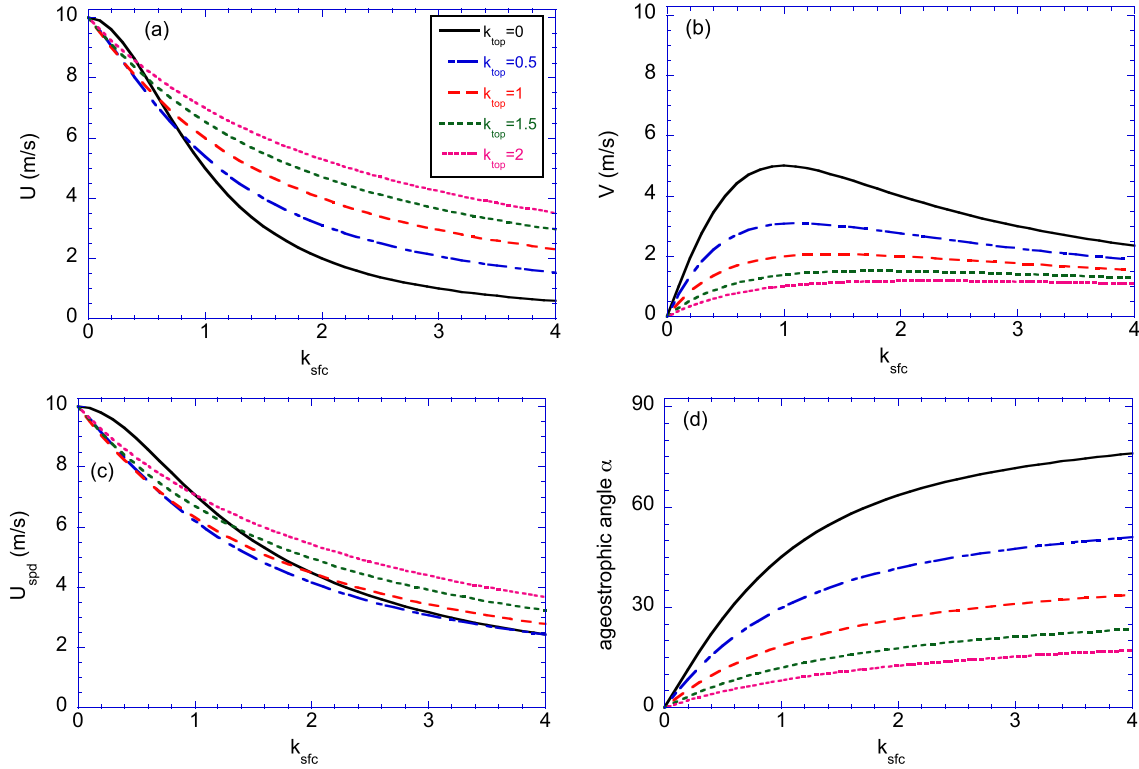 (a)
U (m/s)
10
8
6
4
2
0
0 1 2 3 4
k_sfc
k_top=0
k_top=0.5
k_top=1
k_top=1.5
k_top=2
(b)
V (m/s)
10
8
6
4
2
0
0 1 2 3 4
k_sfc
(c)
U_spd (m/s)
10
8
6
4
2
0
0 1 2 3 4
k_sfc
(d)
ageostrophic angle α
90
60
30
0
0 1 2 3 4
k_sfc